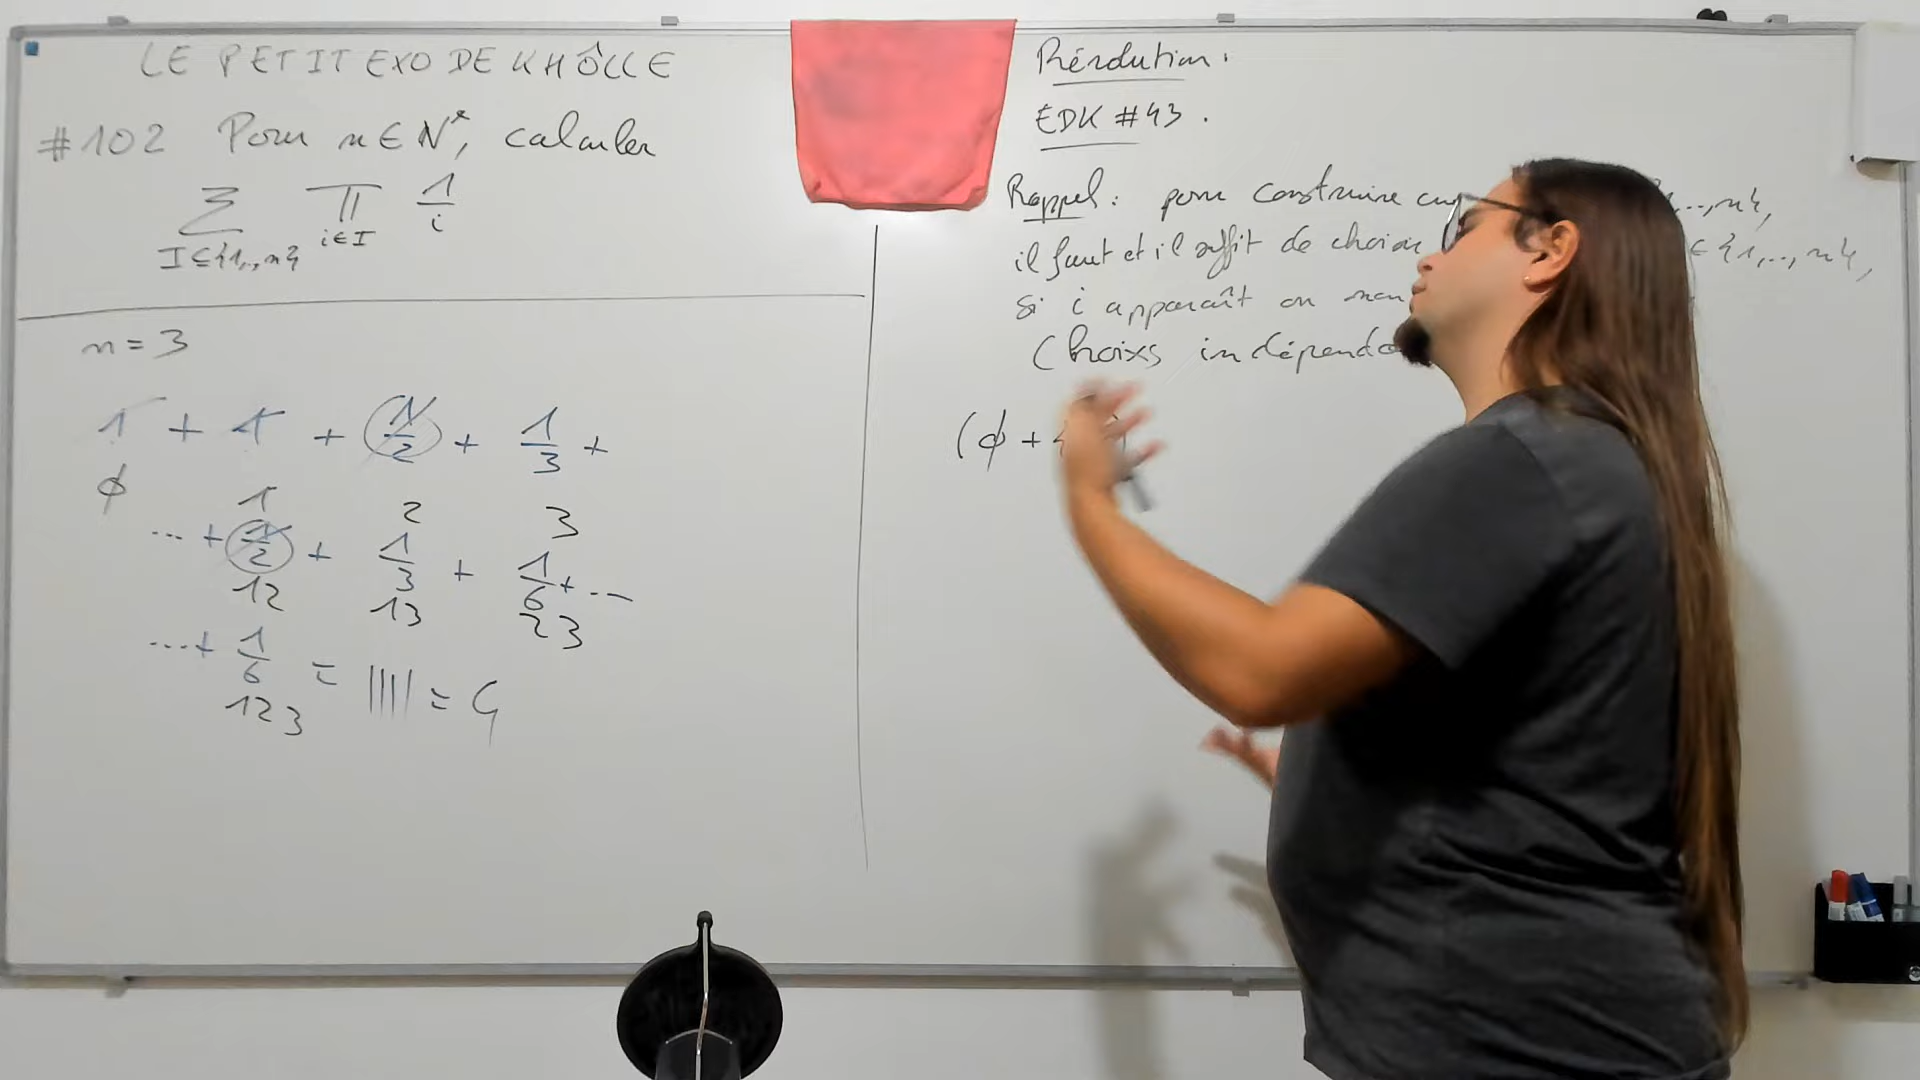 LE PETIT EXO DE KHÔLLE
#102 Pour n ∈ N*, calculer
Σ Π 1/i
I⊆{1,..,n} i∈I
n = 3
1 + 1 + 1/2 + 1/3 +
ϕ 1 2 3
... + 1/2 + 1/3 + 1/6 + ...
12 13 23
... + 1/6 = |||| = 4
123
Résolution :
EDK #43.
Rappel : pour construire
..., n},
il faut et il suffit de choisir
∈ {1,..., n},
si i apparaît ou non
Choixs
(ϕ +